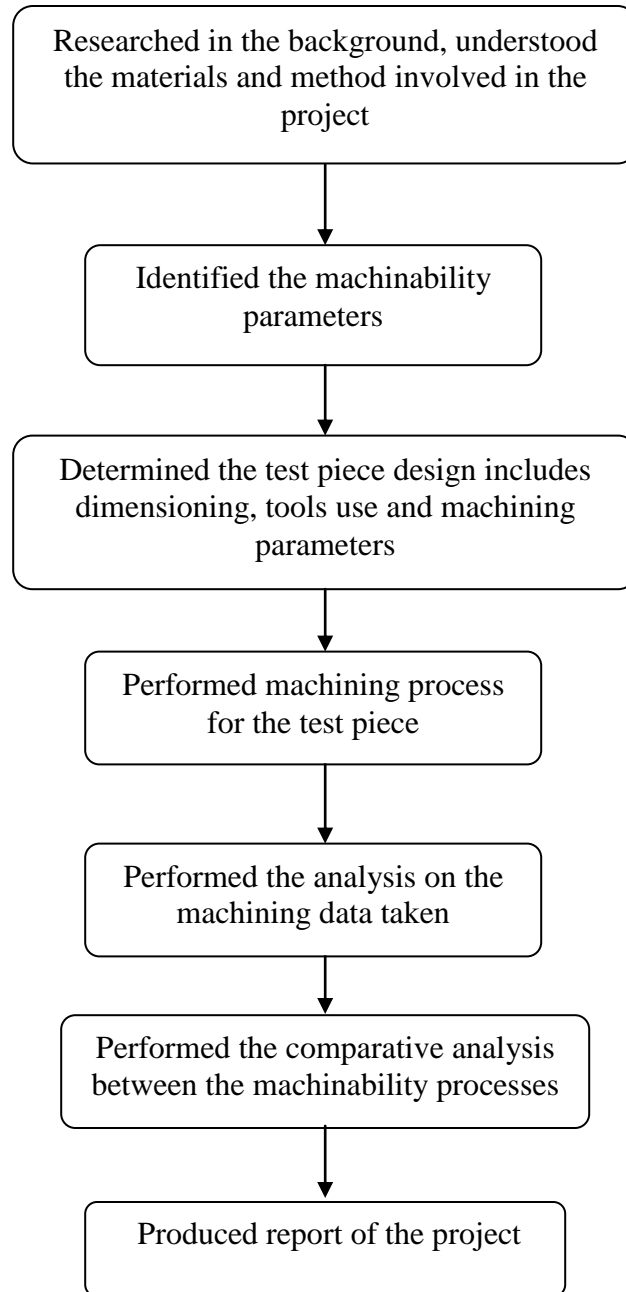 Researched in the background, understood
the materials and method involved in the
project
Identified the machinability
parameters
Determined the test piece design includes
dimensioning, tools use and machining
parameters
Performed machining process
for the test piece
Performed the analysis on the
machining data taken
Performed the comparative analysis
between the machinability processes
Produced report of the project